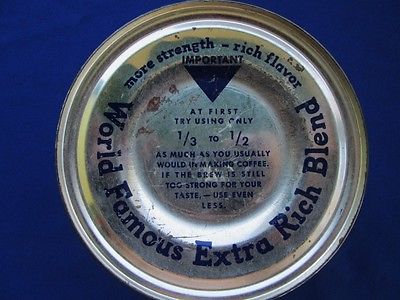 more strength – rich flavor
IMPORTANT
AT FIRST
TRY USING ONLY
1/3 TO 1/2
AS MUCH AS YOU USUALLY
WOULD IN MAKING COFFEE.
IF THE BREW IS STILL
TOO STRONG FOR YOUR
TASTE,—USE EVEN
LESS.
World Famous Extra Rich Blend